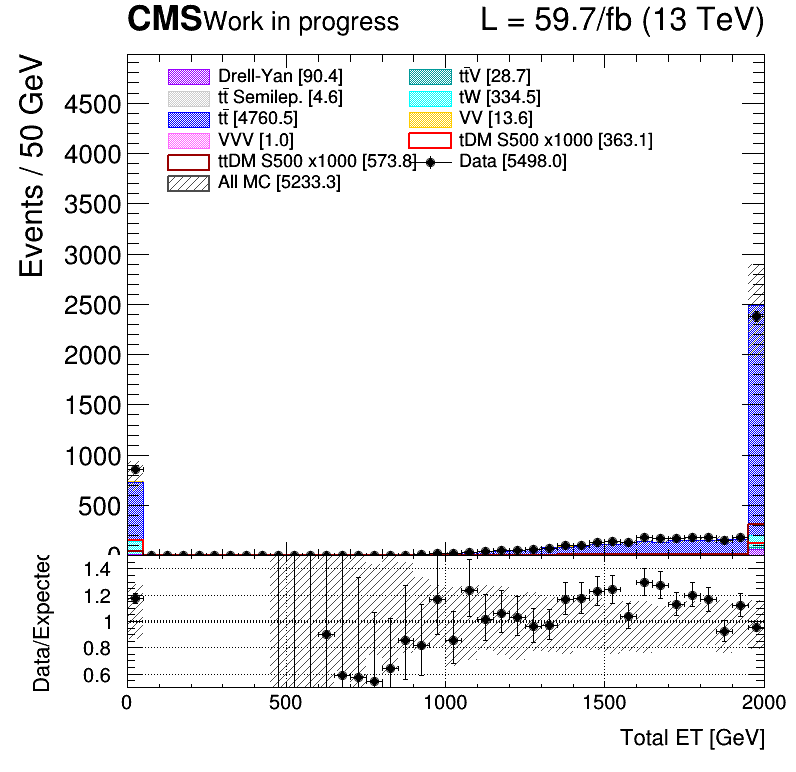 CMS Work in progress L = 59.7/fb (13 TeV)
Events / 50 GeV
4500
4000
3500
3000
2500
2000
1500
1000
500
0
Drell-Yan [90.4]
tt̄V [28.7]
tt̄ Semilep. [4.6]
tW [334.5]
tt̄ [4760.5]
VV [13.6]
VVV [1.0]
tDM S500 x1000 [363.1]
ttDM S500 x1000 [573.8]
Data [5498.0]
All MC [5233.3]
Data/Expected
1.4
1.2
1
0.8
0.6
0 500 1000 1500 2000
Total ET [GeV]